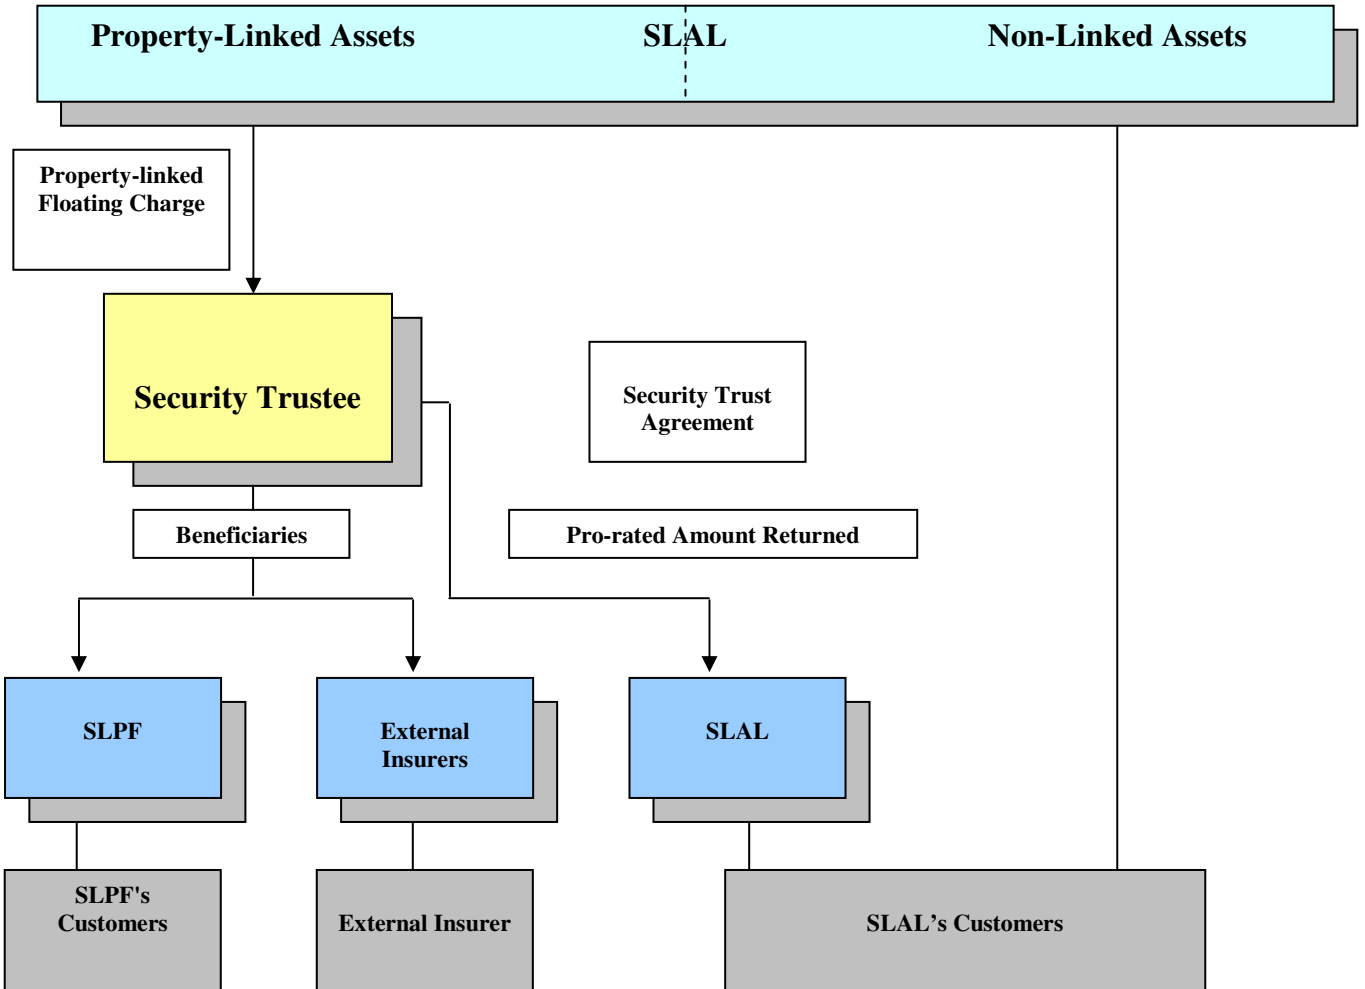 Property-Linked Assets SLAL Non-Linked Assets
Property-linked
Floating Charge
Security Trustee
Security Trust
Agreement
Beneficiaries
Pro-rated Amount Returned
SLPF
External
Insurers
SLAL
SLPF's
Customers
External Insurer
SLAL’s Customers